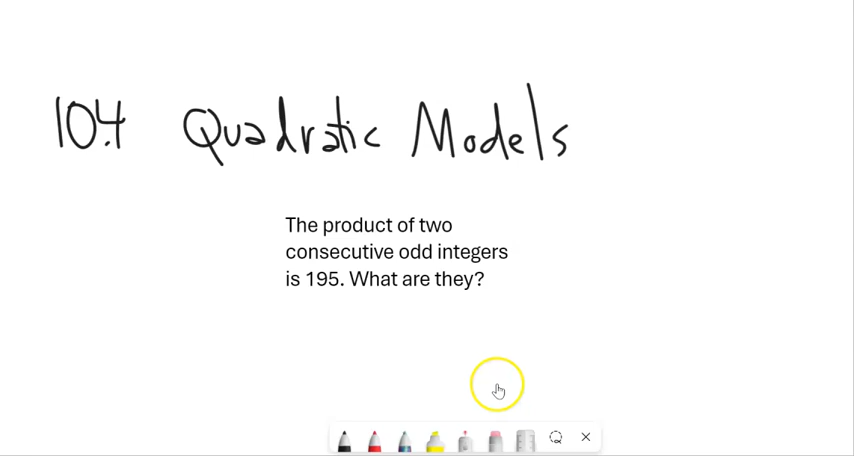 10.4 Quadratic Models
The product of two
consecutive odd integers
is 195. What are they?